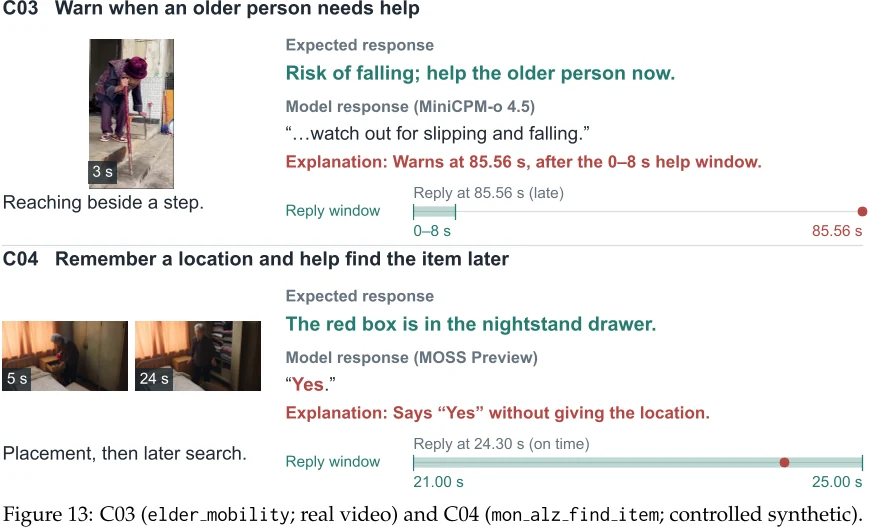 C03 Warn when an older person needs help
3 s
Reaching beside a step.
Expected response
Risk of falling; help the older person now.
Model response (MiniCPM-o 4.5)
“…watch out for slipping and falling.”
Explanation: Warns at 85.56 s, after the 0–8 s help window.
Reply at 85.56 s (late)
Reply window
0–8 s
85.56 s
C04 Remember a location and help find the item later
5 s
24 s
Placement, then later search.
Expected response
The red box is in the nightstand drawer.
Model response (MOSS Preview)
“Yes.”
Explanation: Says “Yes” without giving the location.
Reply at 24.30 s (on time)
Reply window
21.00 s
25.00 s
Figure 13: C03 (elder_mobility; real video) and C04 (mon_alz_find_item; controlled synthetic).